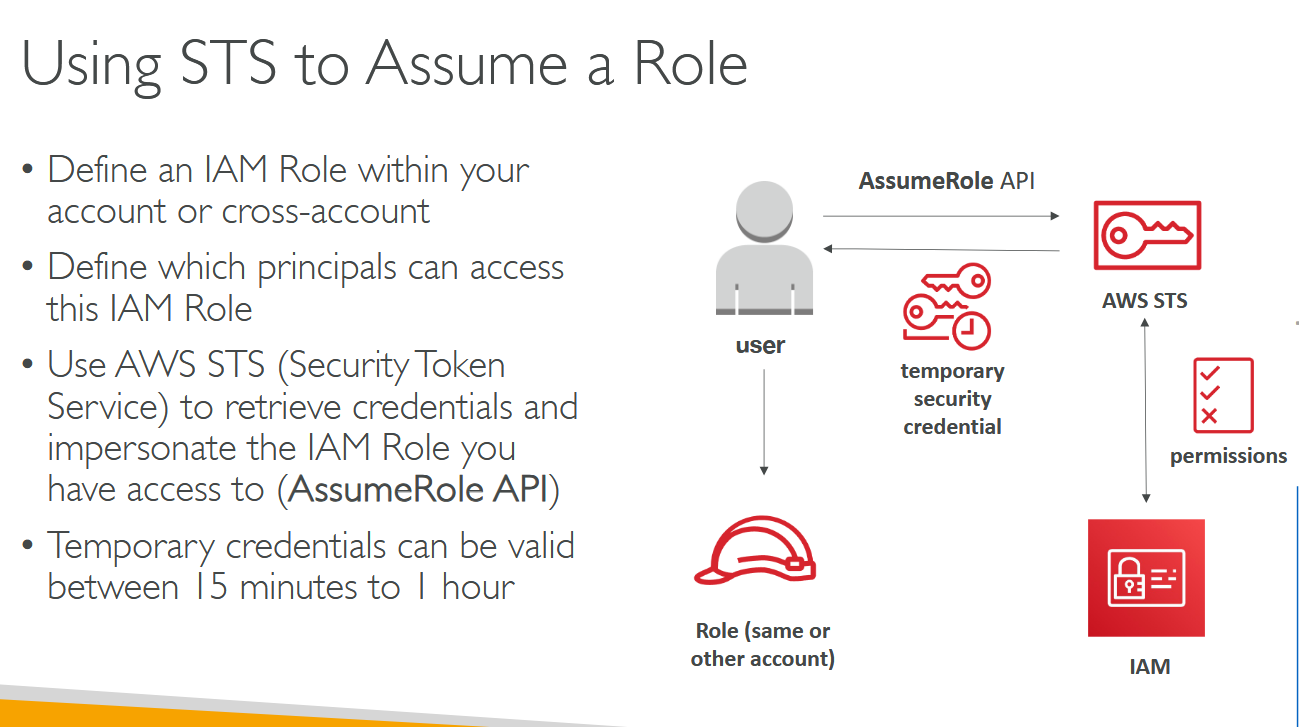 Using STS to Assume a Role
• Define an IAM Role within your
account or cross-account
• Define which principals can access
this IAM Role
• Use AWS STS (Security Token
Service) to retrieve credentials and
impersonate the IAM Role you
have access to (AssumeRole API)
• Temporary credentials can be valid
between 15 minutes to 1 hour
AssumeRole API
AWS STS
user
temporary
security
credential
permissions
Role (same or
other account)
IAM